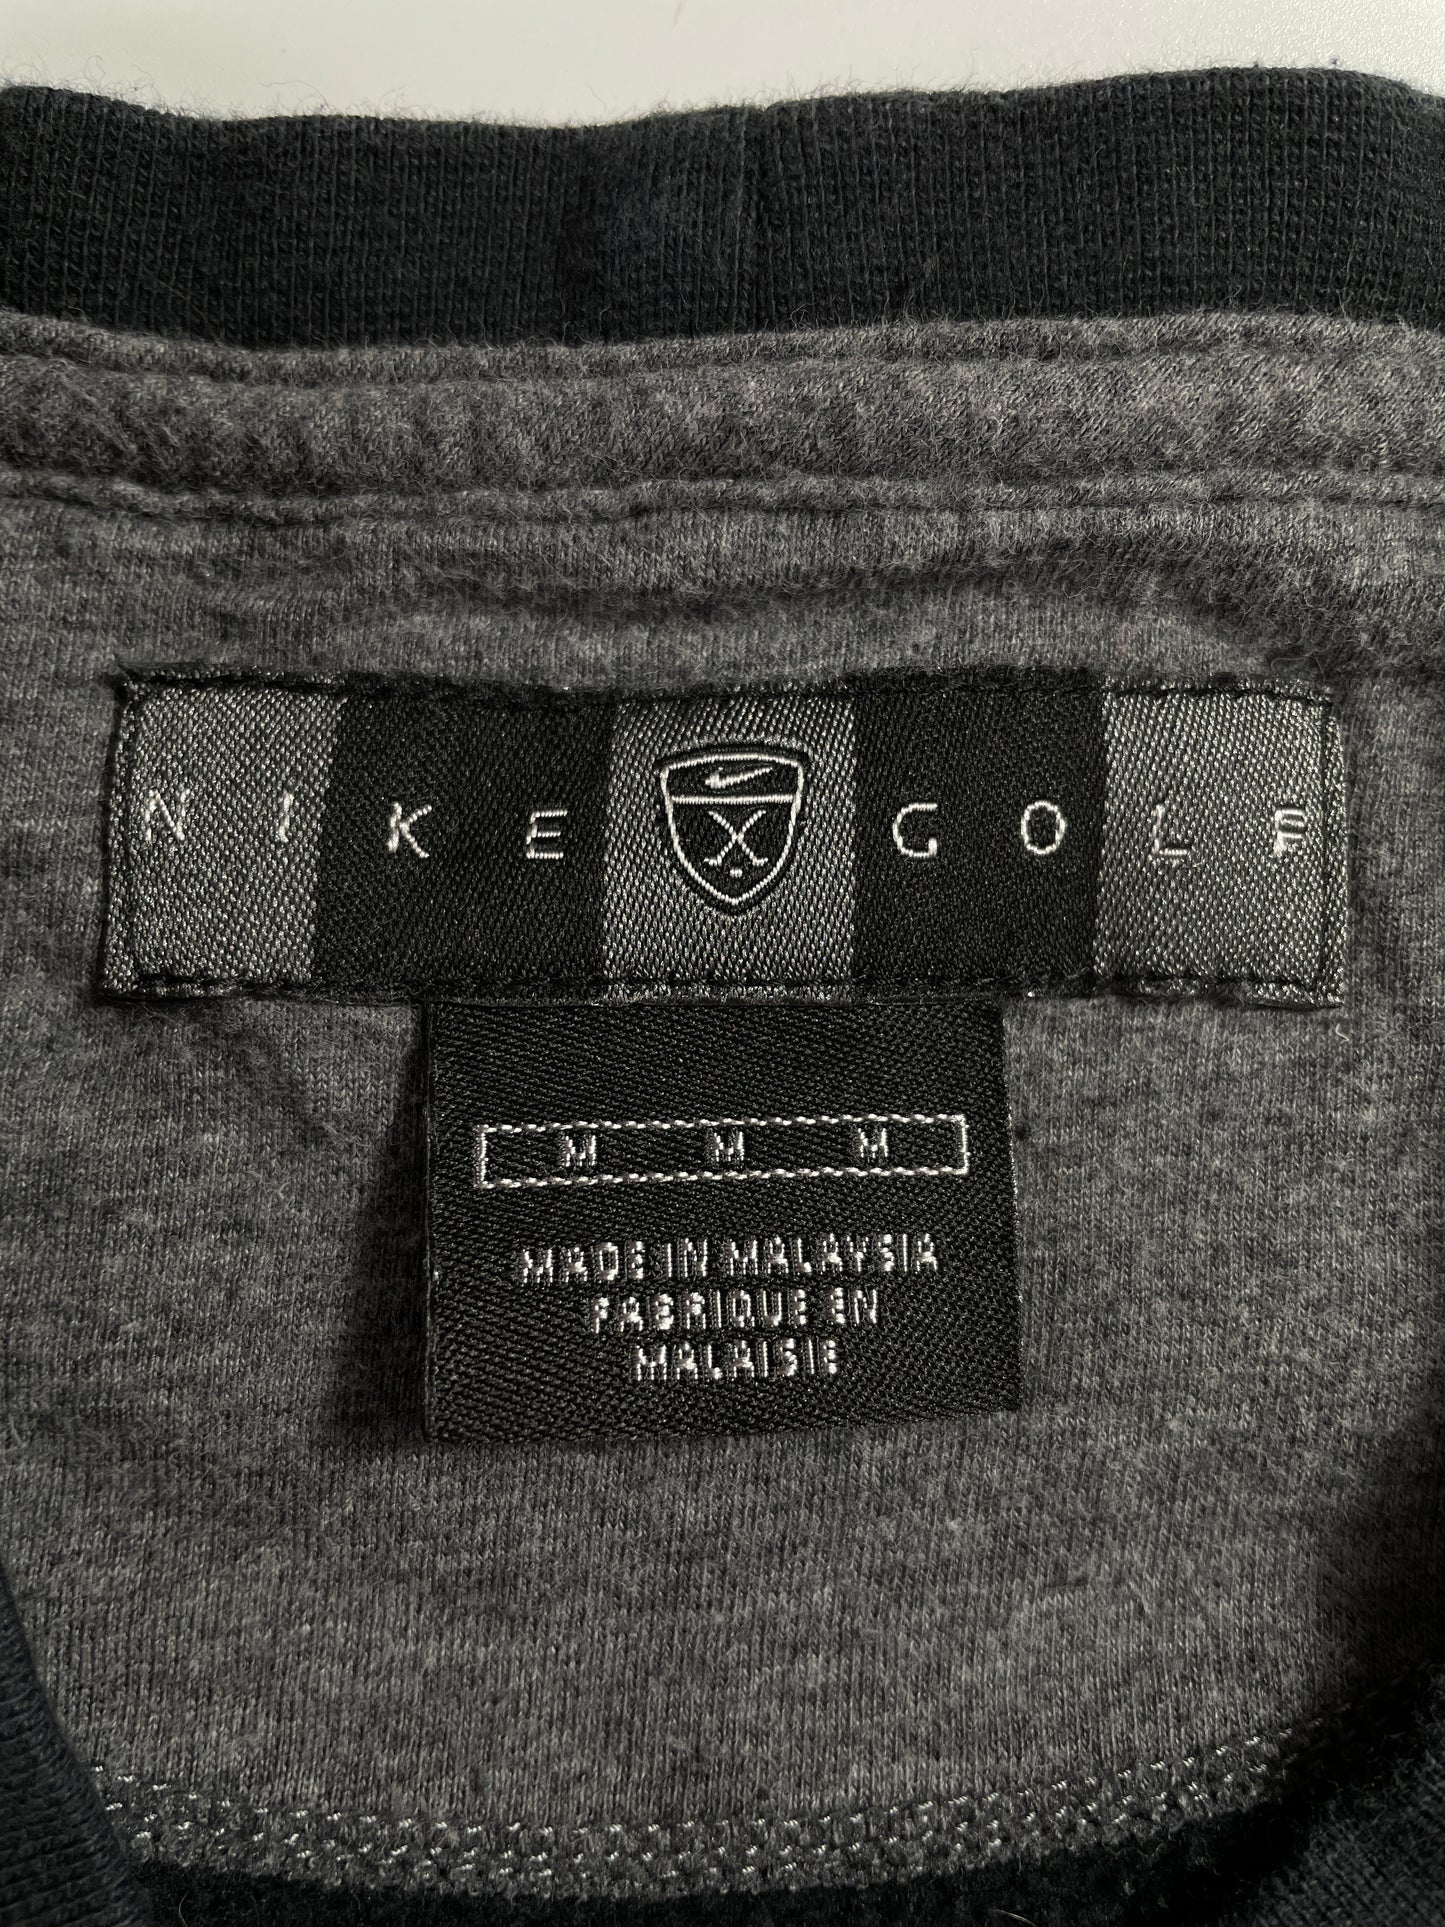 NIKE GOLF
M M M
MADE IN MALAYSIA
FABRIQUE EN
MALAISIE